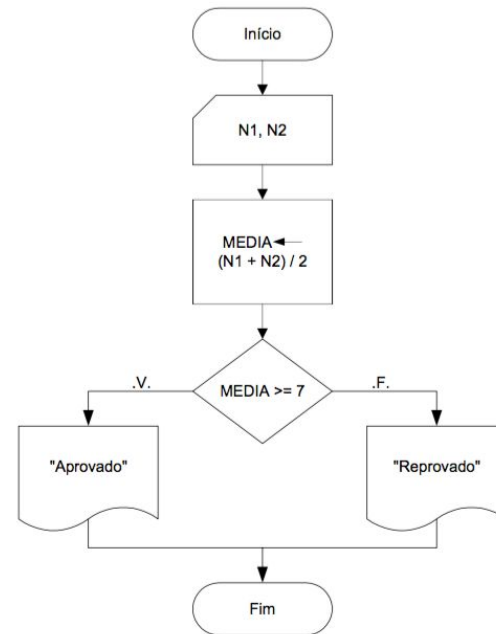 Início
N1, N2
MEDIA
(N1 + N2) / 2
MEDIA >= 7
.V.
.F.
"Aprovado"
"Reprovado"
Fim